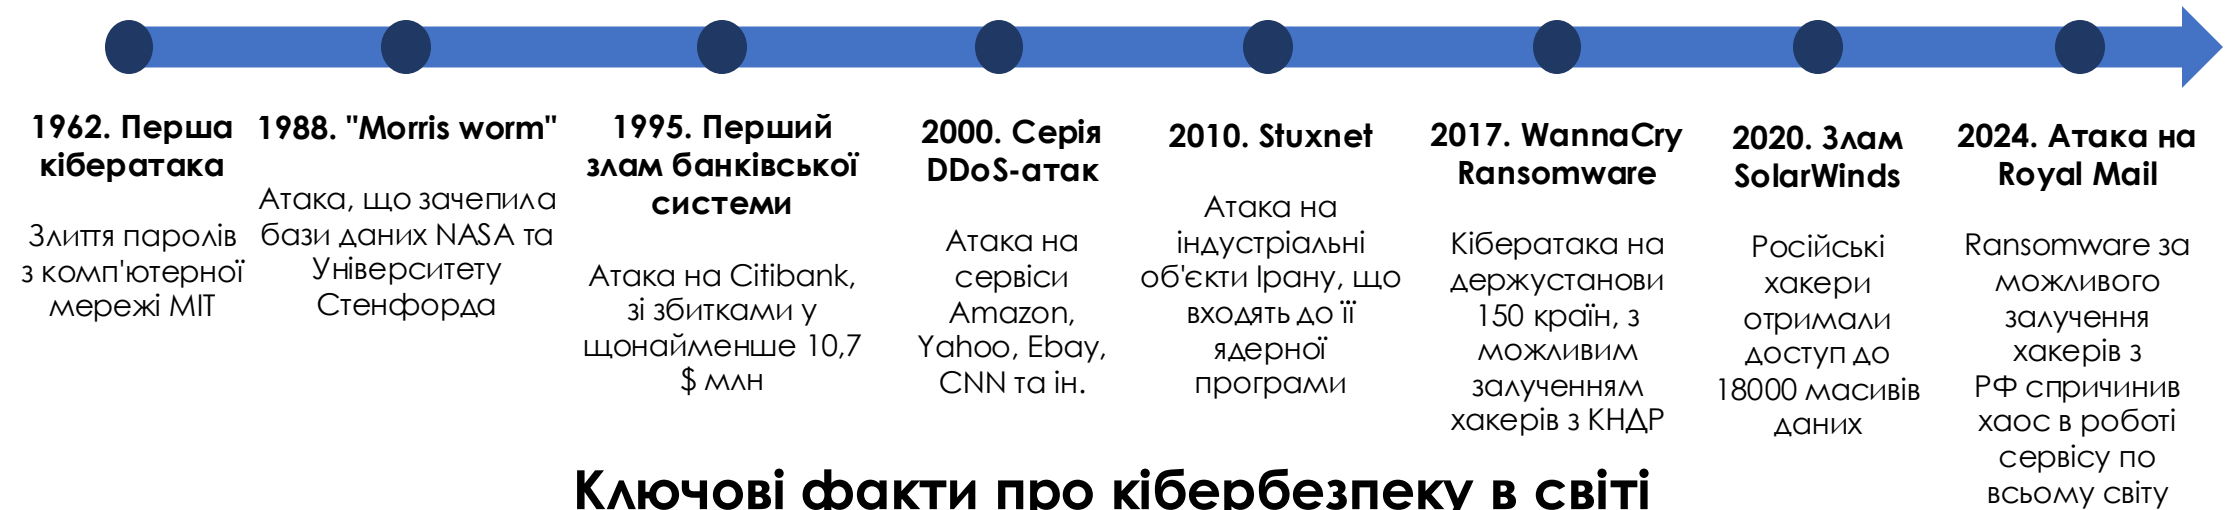 1962. Перша
кібератака
Злиття паролів
з комп'ютерної
мережі MIT
1988. "Morris worm"
Атака, що зачепила
бази даних NASA та
Університету
Стенфорда
1995. Перший
злам банківської
системи
Атака на Citibank,
зі збитками у
щонайменше 10,7
$ млн
2000. Серія
DDoS-атак
Атака на
сервіси
Amazon,
Yahoo, Ebay,
CNN та ін.
2010. Stuxnet
Атака на
індустріальні
об'єкти Ірану, що
входять до її
ядерної
програми
2017. WannaCry
Ransomware
Кібератака на
держустанови
150 країн, з
можливим
залученням
хакерів з КНДР
2020. Злам
SolarWinds
Російські
хакери
отримали
доступ до
18000 масивів
даних
2024. Атака на
Royal Mail
Ransomware за
можливого
залучення
хакерів з
РФ спричинив
хаос в роботі
сервісу по
всьому світу
Ключові факти про кібербезпеку в світі